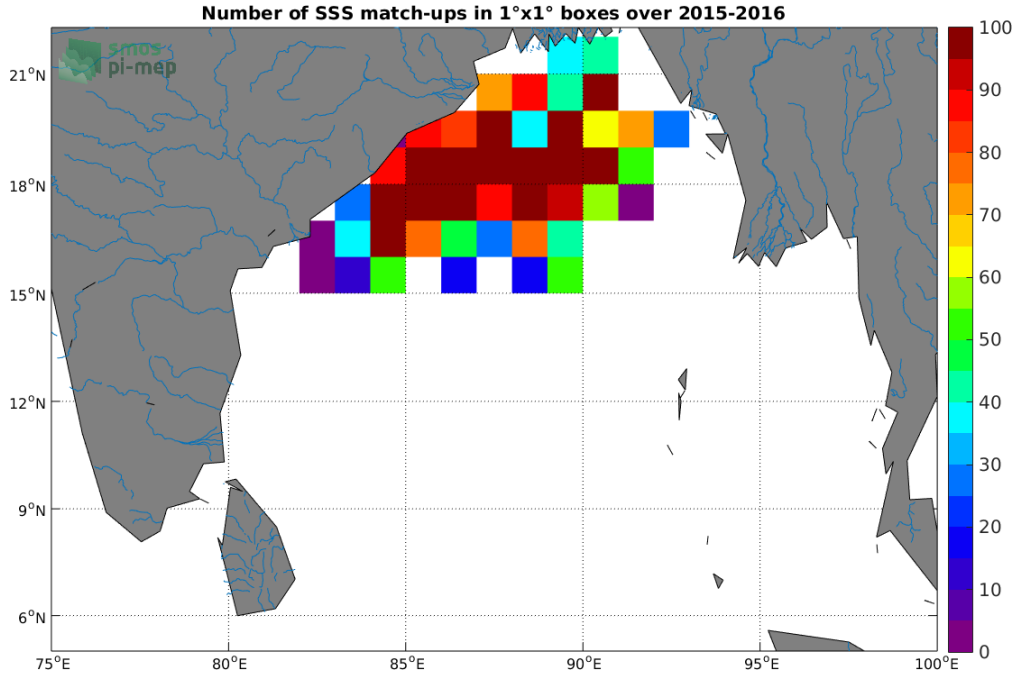 Number of SSS match-ups in 1°x1° boxes over 2015-2016
smos
pi-mep
21°N
18°N
15°N
12°N
9°N
6°N
75°E
80°E
85°E
90°E
95°E
100°E
100
90
80
70
60
50
40
30
20
10
0